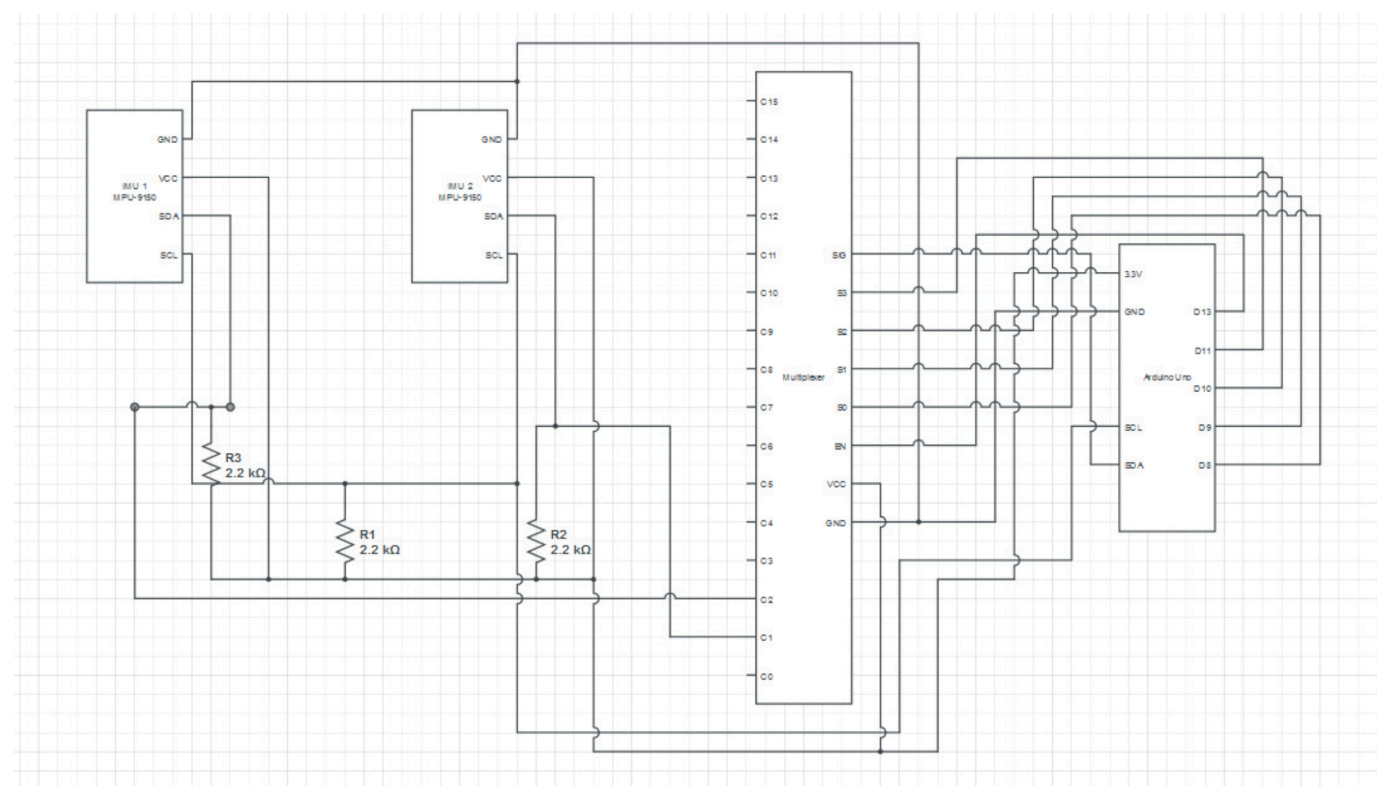 GND
VCC
IMU 1
MPU-9150
SDA
SCL
GND
VCC
IMU 2
MPU-9150
SDA
SCL
R3
2.2 kΩ
R1
2.2 kΩ
R2
2.2 kΩ
C15
C14
C13
C12
C11
C10
C9
C8
C7
C6
C5
C4
C3
C2
C1
C0
Multiplexer
SIG
S3
S2
S1
S0
EN
VCC
GND
3.3V
GND
SCL
SDA
Arduino Uno
D13
D11
D10
D9
D8